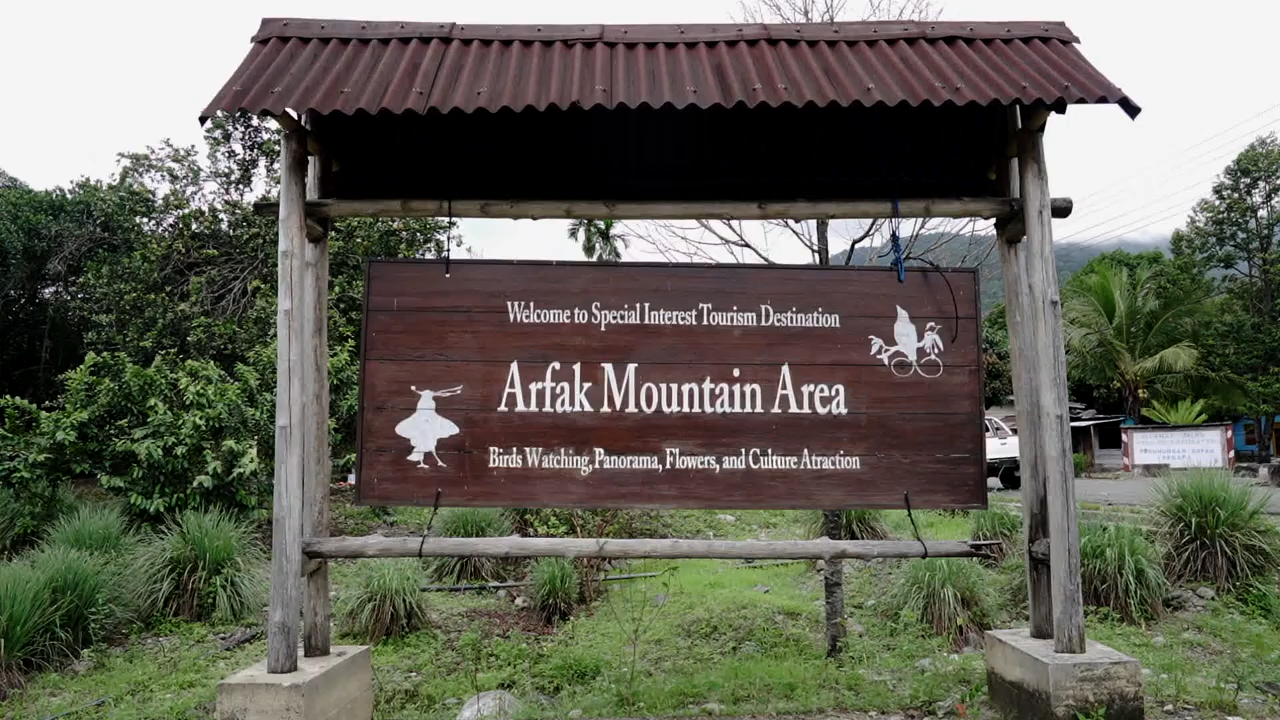 Welcome to Special Interest Tourism Destination
Arfak Mountain Area
Birds Watching, Panorama, Flowers, and Culture Atraction